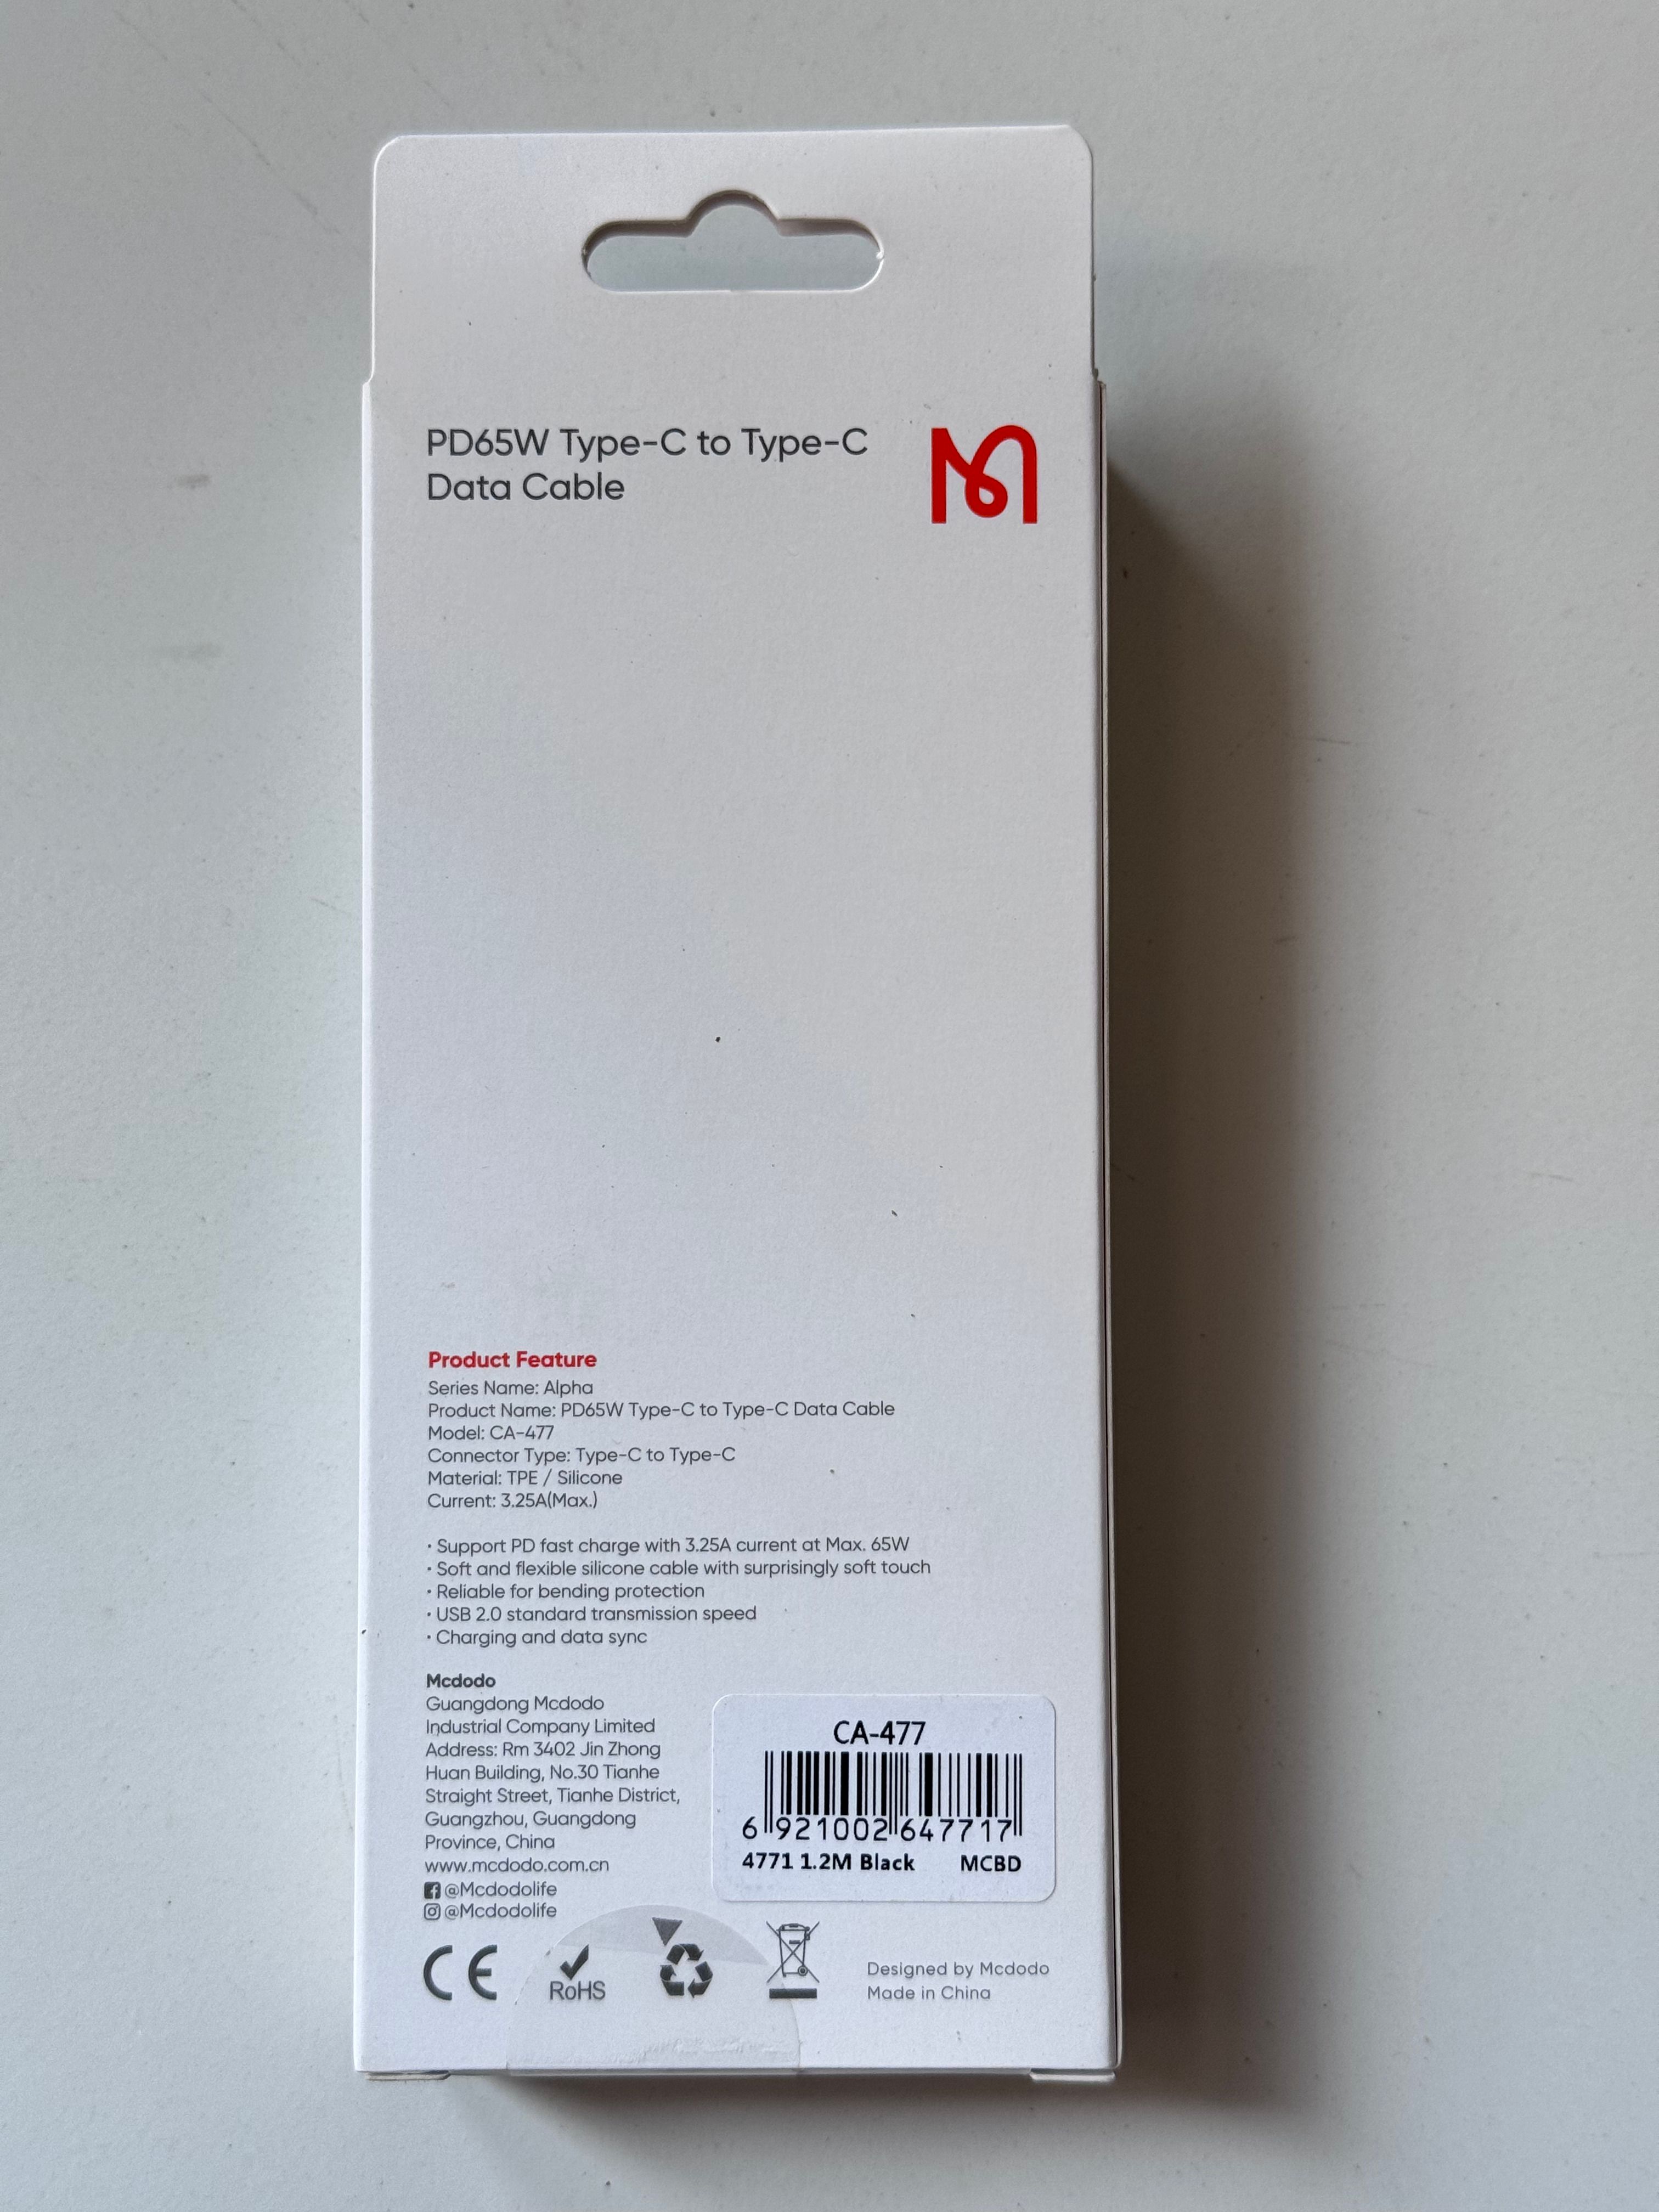 PD65W Type-C to Type-C
Data Cable
Product Feature
Series Name: Alpha
Product Name: PD65W Type-C to Type-C Data Cable
Model: CA-477
Connector Type: Type-C to Type-C
Material: TPE / Silicone
Current: 3.25A(Max.)
· Support PD fast charge with 3.25A current at Max. 65W
· Soft and flexible silicone cable with surprisingly soft touch
· Reliable for bending protection
· USB 2.0 standard transmission speed
· Charging and data sync
Mcdodo
Guangdong Mcdodo
Industrial Company Limited
Address: Rm 3402 Jin Zhong
Huan Building, No.30 Tianhe
Straight Street, Tianhe District,
Guangzhou, Guangdong
Province, China
www.mcdodo.com.cn
@Mcdodolife
@Mcdodolife
CA-477
6 921002 647717
4771 1.2M Black MCBD
CE
RoHS
Designed by Mcdodo
Made in China